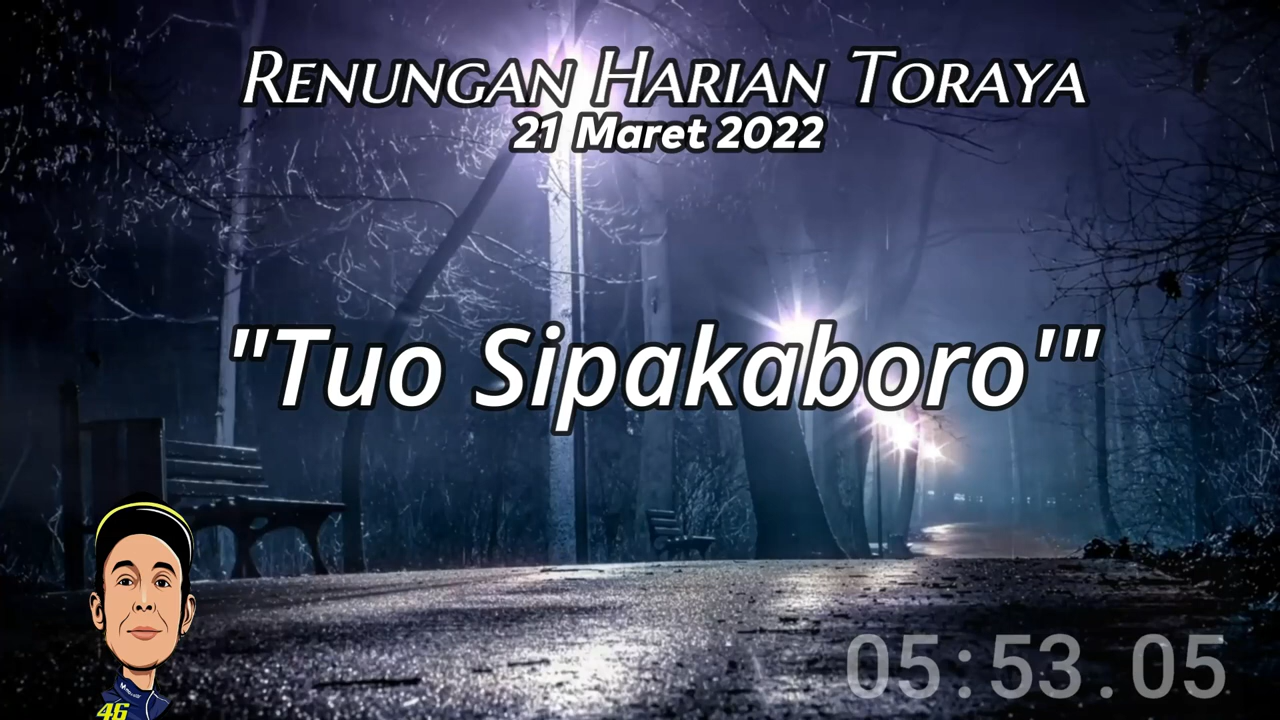 Renungan Harian Toraya
21 Maret 2022
"Tuo Sipakaboro'"
05:53.05
46